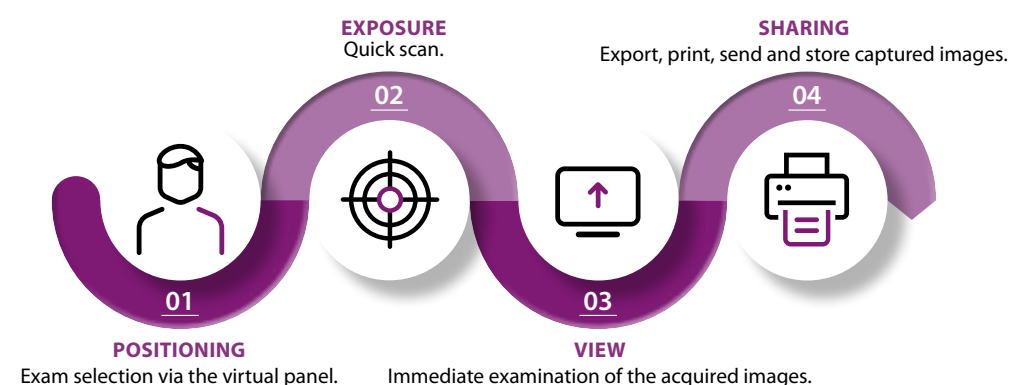 EXPOSURE
Quick scan.
SHARING
Export, print, send and store captured images.
02
04
01
03
POSITIONING
Exam selection via the virtual panel.
VIEW
Immediate examination of the acquired images.